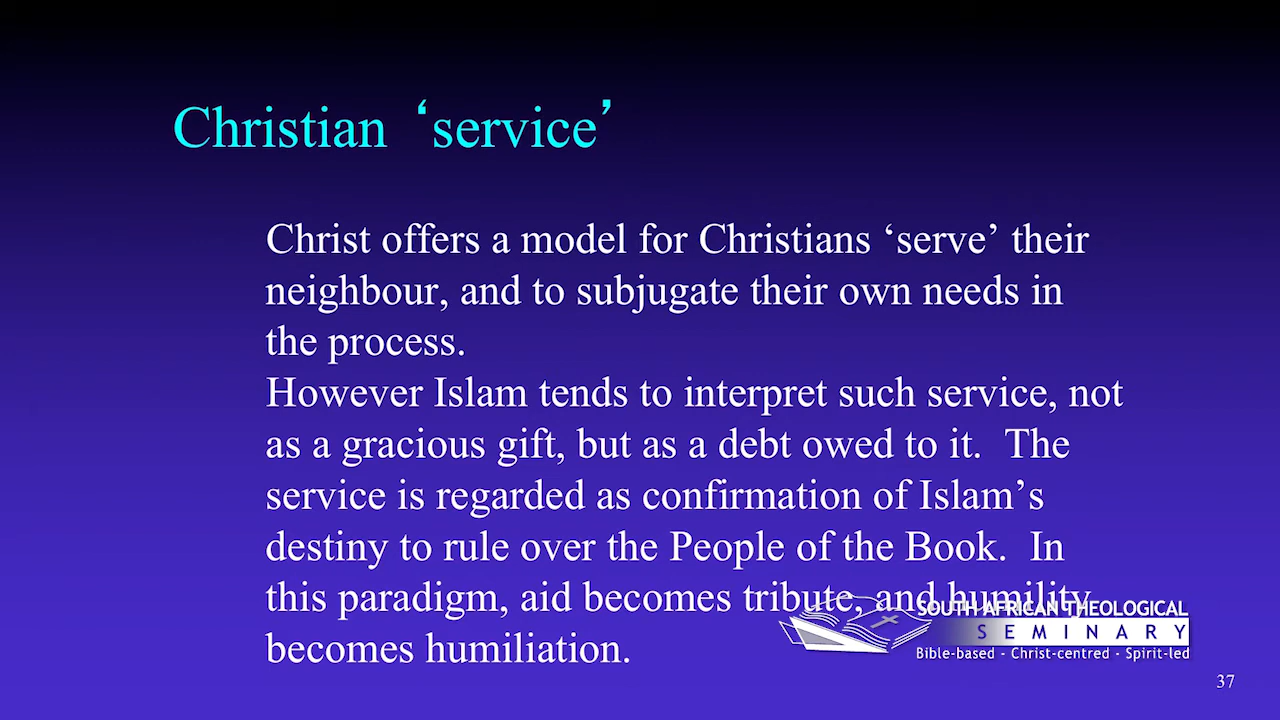 Christian ‘service’
Christ offers a model for Christians ‘serve’ their
neighbour, and to subjugate their own needs in
the process.
However Islam tends to interpret such service, not
as a gracious gift, but as a debt owed to it.  The
service is regarded as confirmation of Islam’s
destiny to rule over the People of the Book.  In
this paradigm, aid becomes tribute, and humility
becomes humiliation.
SOUTH AFRICAN THEOLOGICAL
SEMINARY
Bible-based - Christ-centred - Spirit-led
37